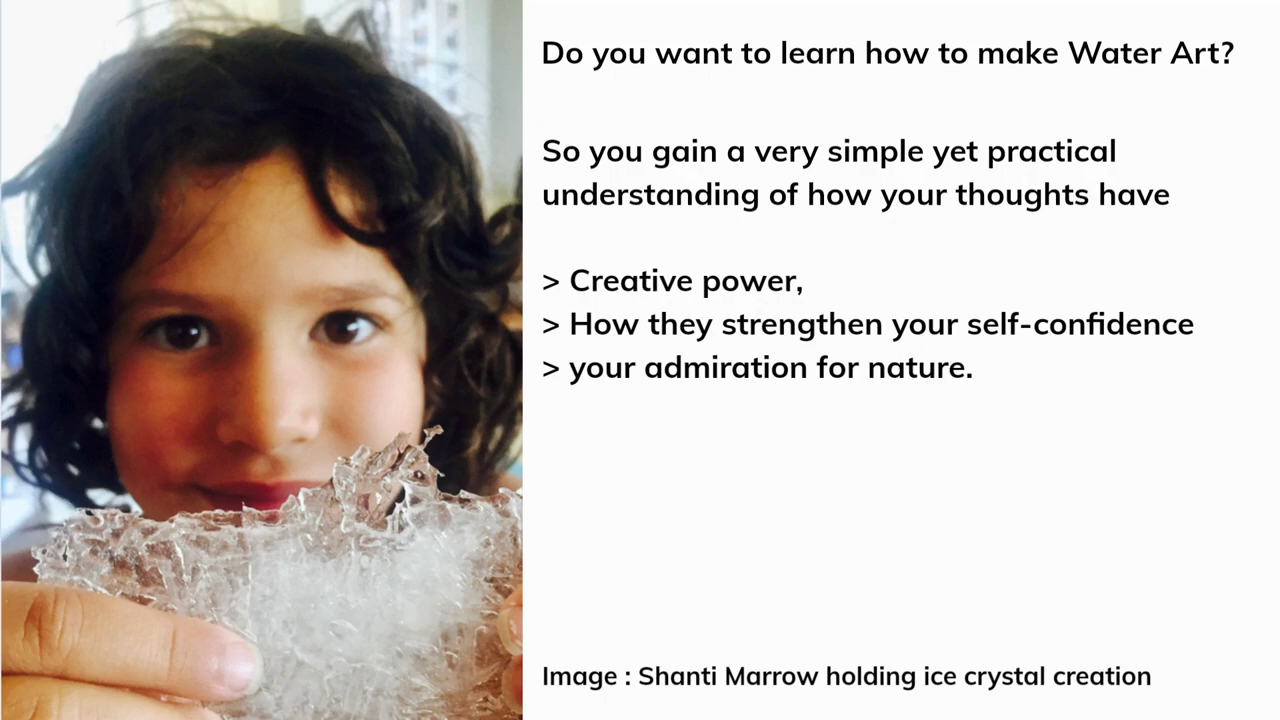 Do you want to learn how to make Water Art?
So you gain a very simple yet practical
understanding of how your thoughts have
> Creative power,
> How they strengthen your self-confidence
> your admiration for nature.
Image : Shanti Marrow holding ice crystal creation